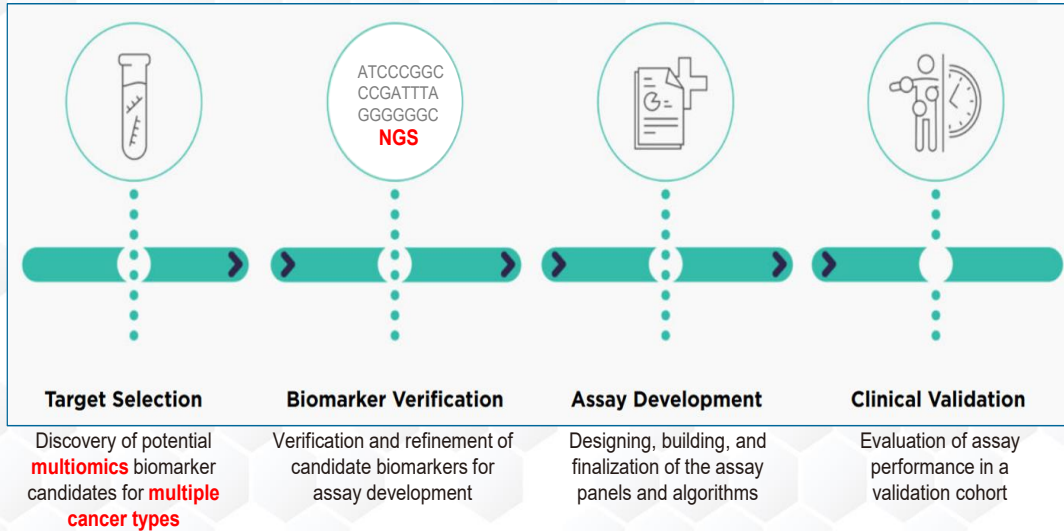 ATCCCGGC
CCGATTTA
GGGGGGC
NGS
Target Selection
Discovery of potential
multiomics biomarker
candidates for multiple
cancer types
Biomarker Verification
Verification and refinement of
candidate biomarkers for
assay development
Assay Development
Designing, building, and
finalization of the assay
panels and algorithms
Clinical Validation
Evaluation of assay
performance in a
validation cohort